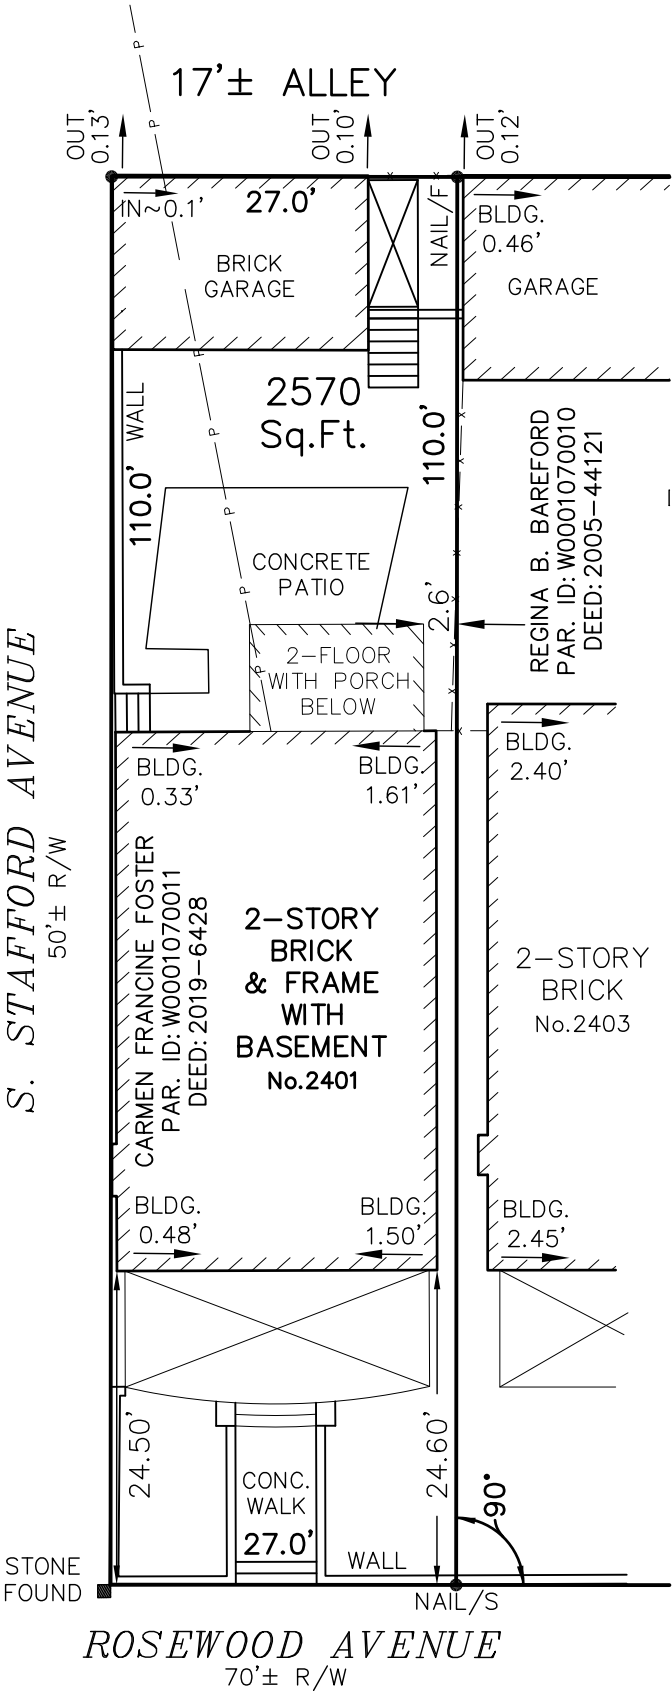 17'± ALLEY
OUT
0.13'
OUT
0.10'
OUT
0.12'
P
P
IN~0.1'
27.0'
NAIL/F
BLDG.
0.46'
BRICK
GARAGE
GARAGE
P
WALL
2570
Sq.Ft.
P
110.0'
110.0'
P
CONCRETE
PATIO
REGINA B. BAREFORD
PAR. ID: W0001070010
DEED: 2005-44121
2.6'
P
2-FLOOR
WITH PORCH
BELOW
S. STAFFORD AVENUE
50'± R/W
BLDG.
0.33'
BLDG.
1.61'
BLDG.
2.40'
CARMEN FRANCINE FOSTER
PAR. ID: W0001070011
DEED: 2019-6428
2-STORY
BRICK
& FRAME
WITH
BASEMENT
No.2401
2-STORY
BRICK
No.2403
BLDG.
0.48'
BLDG.
1.50'
BLDG.
2.45'
24.50'
24.60'
CONC.
WALK
27.0'
90°
WALL
STONE
FOUND
NAIL/S
ROSEWOOD AVENUE
70'± R/W